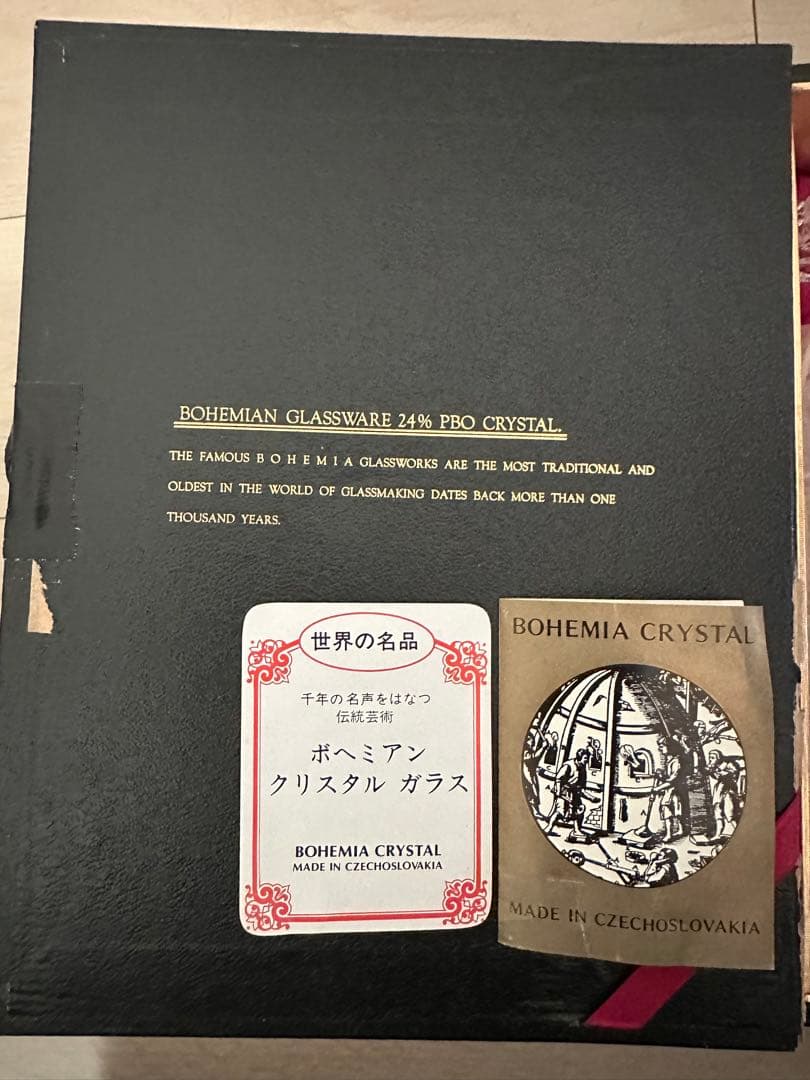 BOHEMIAN GLASSWARE 24% PBO CRYSTAL.
THE FAMOUS B O H E M I A GLASSWORKS ARE THE MOST TRADITIONAL AND
OLDEST IN THE WORLD OF GLASSMAKING DATES BACK MORE THAN ONE
THOUSAND YEARS.
世界の名品
千年の名声をはなつ
伝統芸術
ボヘミアン
クリスタル ガラス
BOHEMIA CRYSTAL
MADE IN CZECHOSLOVAKIA
BOHEMIA CRYSTAL
MADE IN CZECHOSLOVAKIA